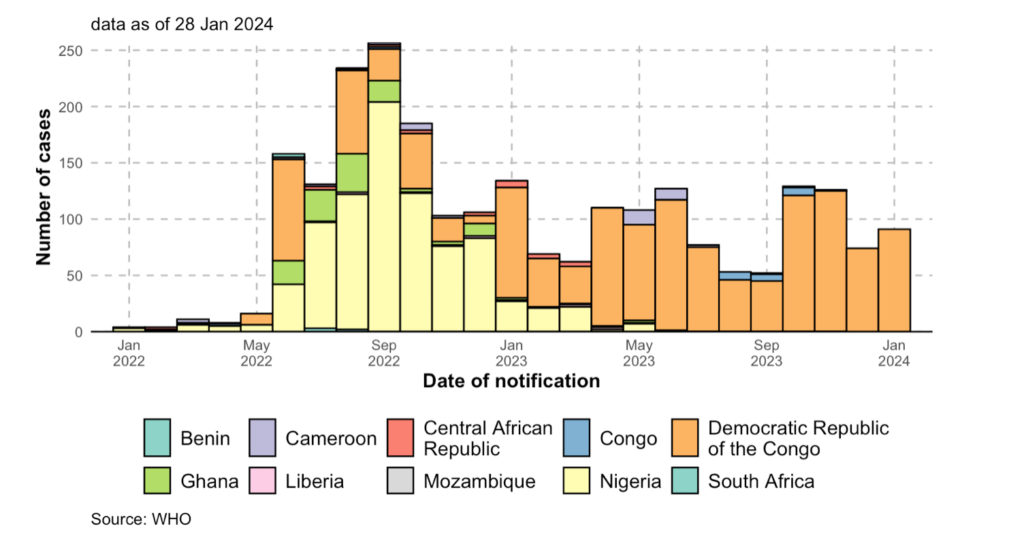 data as of 28 Jan 2024
250
200
150
100
50
0
Number of cases
Jan May Sep Jan May Sep Jan
2022 2022 2022 2023 2023 2023 2024
Date of notification
Benin Cameroon Central African Republic Congo Democratic Republic of the Congo
Ghana Liberia Mozambique Nigeria South Africa
Source: WHO